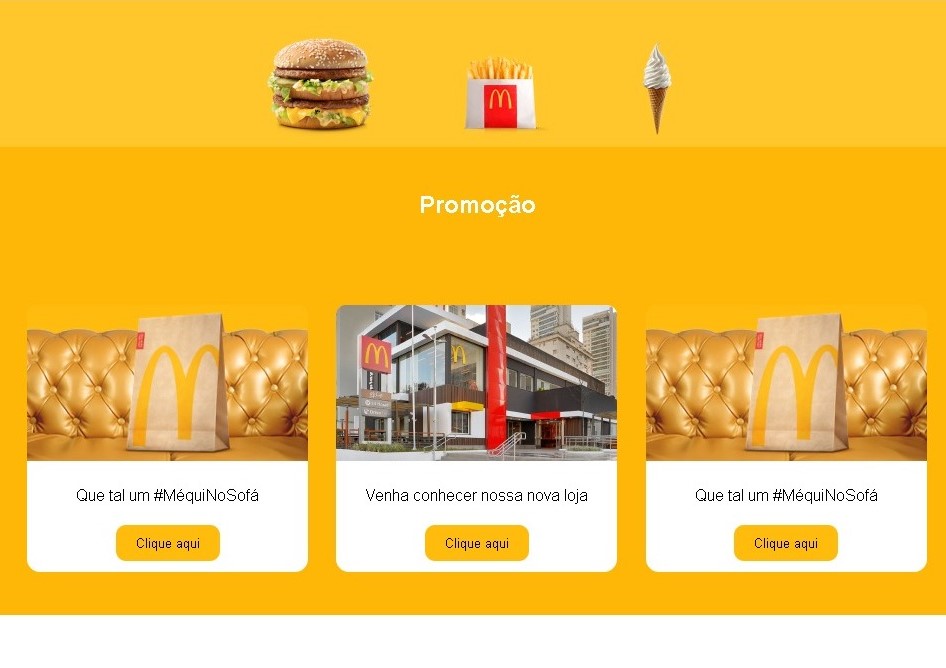 Promoção
Que tal um #MéquiNoSofá
Venha conhecer nossa nova loja
Que tal um #MéquiNoSofá
Clique aqui
Clique aqui
Clique aqui